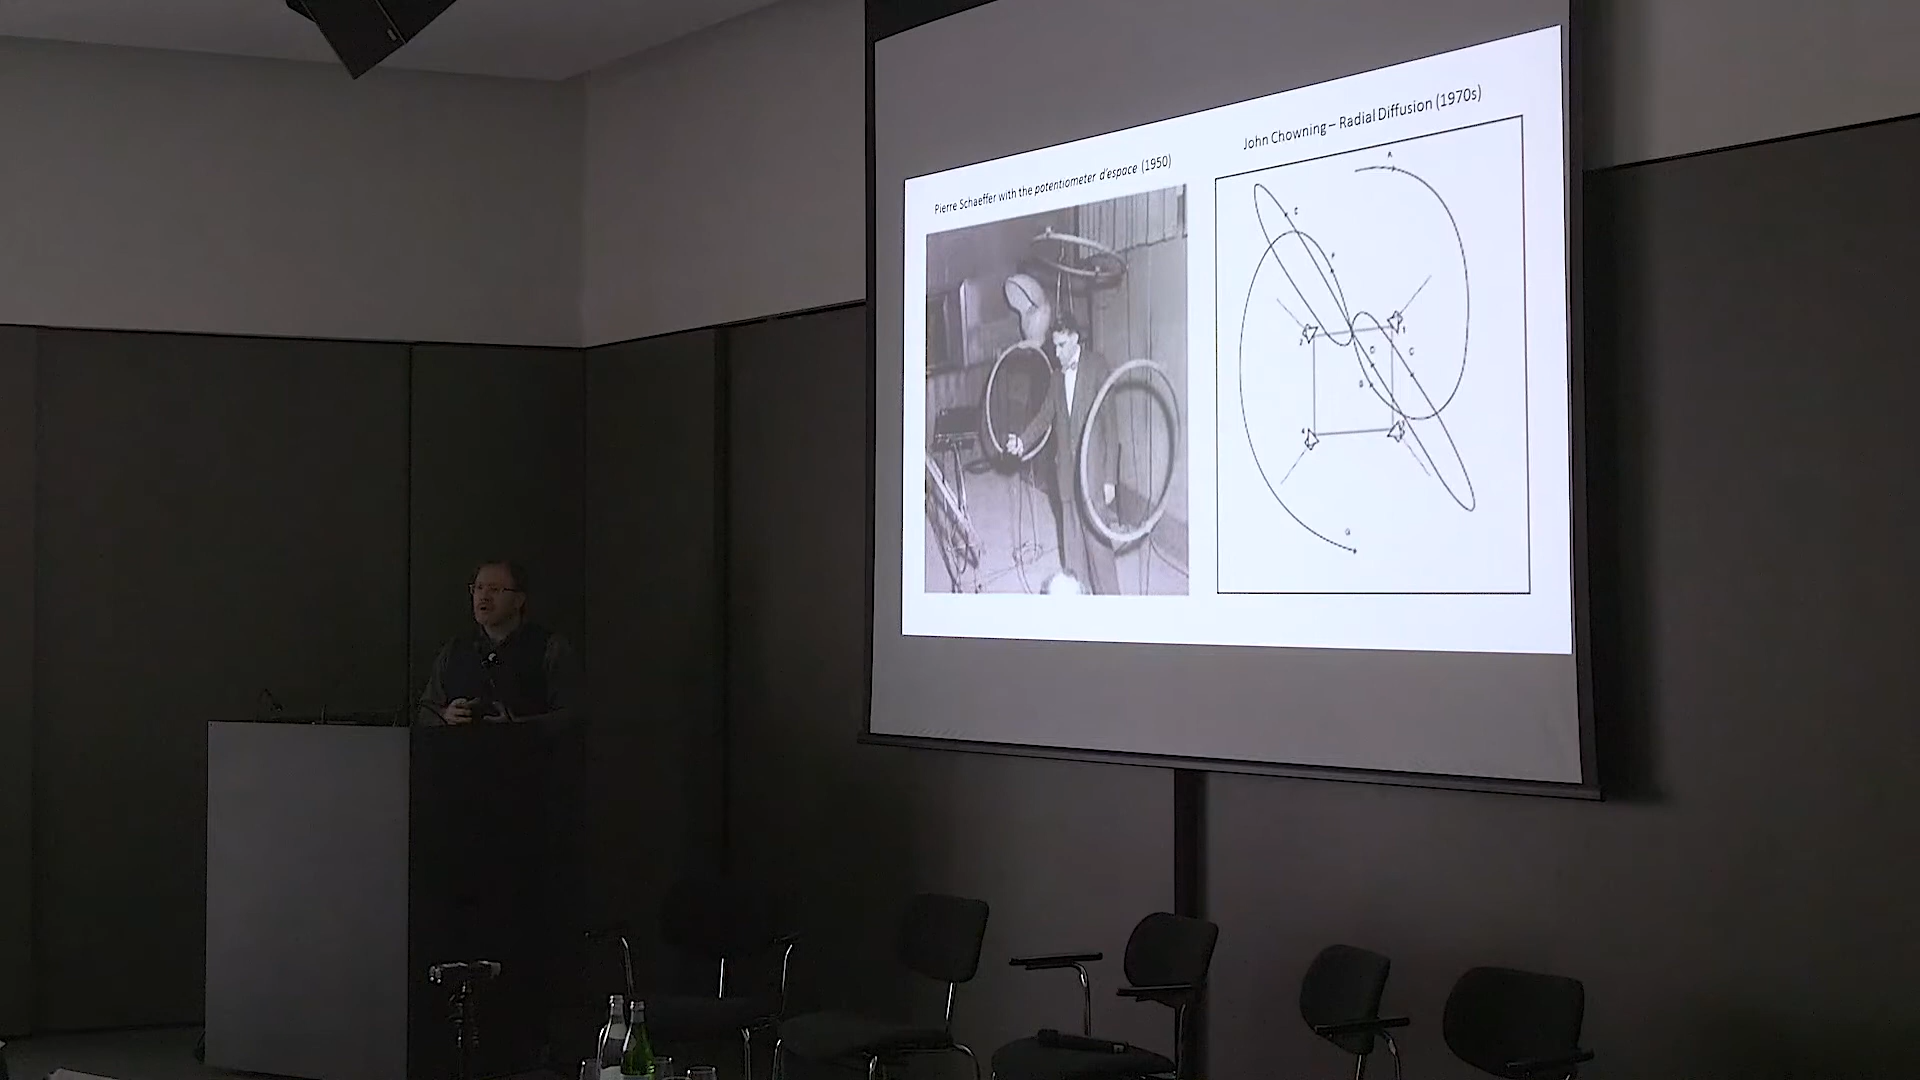 Pierre Schaeffer with the potentiometer d'espace (1950)
John Chowning – Radial Diffusion (1970s)